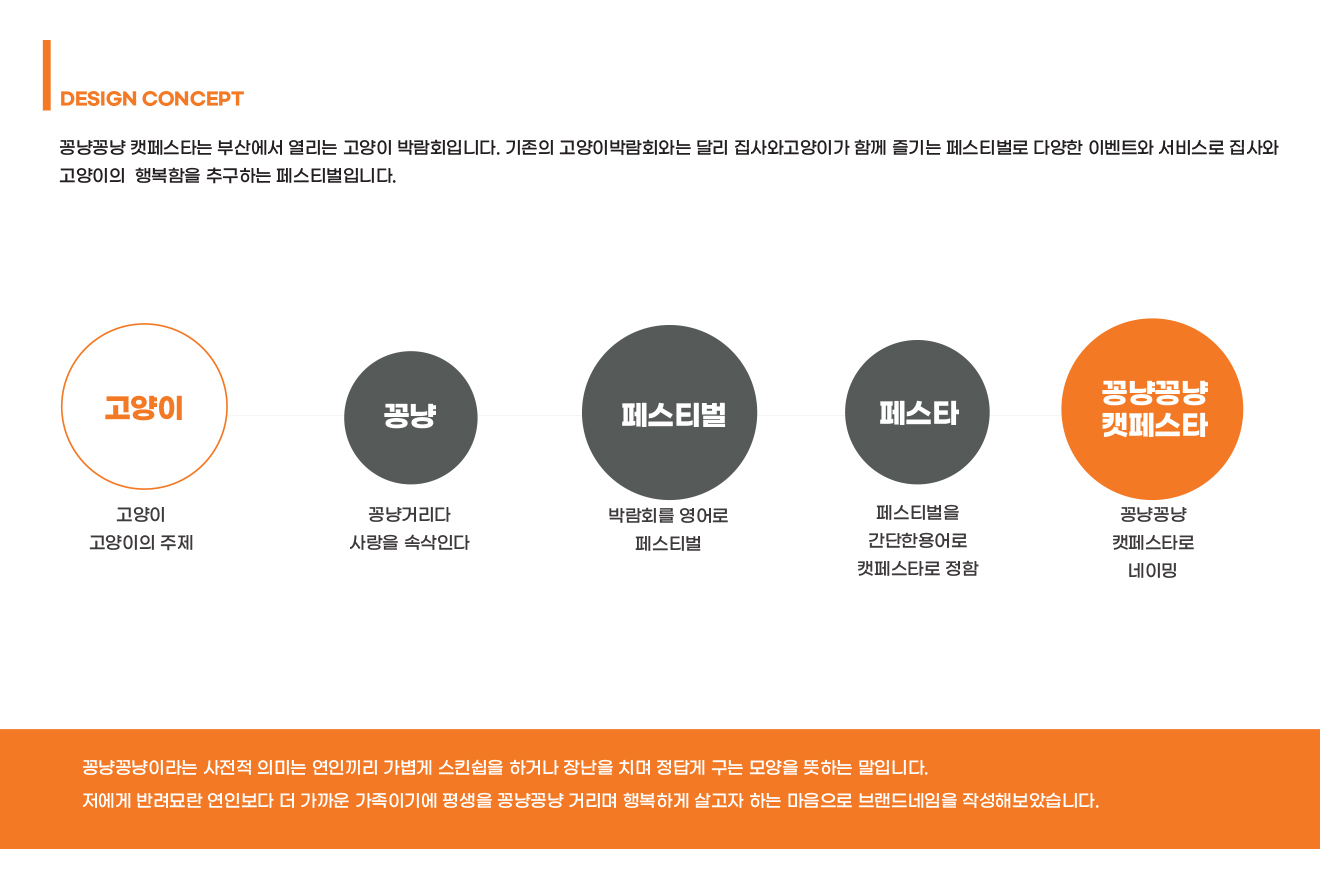 DESIGN CONCEPT
꽁냥꽁냥 캣페스타는 부산에서 열리는 고양이 박람회입니다. 기존의 고양이박람회와는 달리 집사와고양이가 함께 즐기는 페스티벌로 다양한 이벤트와 서비스로 집사와
고양이의 행복함을 추구하는 페스티벌입니다.
고양이
고양이
고양이의 주제
꽁냥
꽁냥거리다
사랑을 속삭인다
페스티벌
박람회를 영어로
페스티벌
페스타
페스티벌을
간단한용어로
캣페스타로 정함
꽁냥꽁냥
캣페스타
꽁냥꽁냥
캣페스타로
네이밍
꽁냥꽁냥이라는 사전적 의미는 연인끼리 가볍게 스킨쉽을 하거나 장난을 치며 정답게 구는 모양을 뜻하는 말입니다.
저에게 반려묘란 연인보다 더 가까운 가족이기에 평생을 꽁냥꽁냥 거리며 행복하게 살고자 하는 마음으로 브랜드네임을 작성해보았습니다.